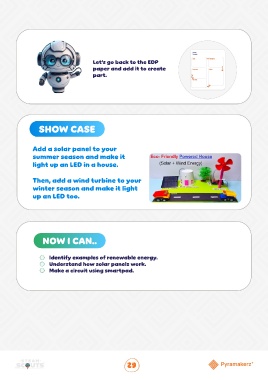 Let's go back to the EDP
paper and add it to create
part.
SHOW CASE
Add a solar panel to your
summer season and make it
light up an LED in a house.
Then, add a wind turbine to your
winter season and make it light
up an LED too.
Eco Friendly Powered House
(Solar + Wind Energy)
NOW I CAN..
Identify examples of renewable energy.
Understand how solar panels work.
Make a circuit using smartpad.
29
Pyramakers